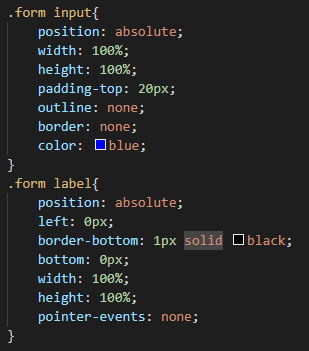 .form input{
    position: absolute;
    width: 100%;
    height: 100%;
    padding-top: 20px;
    outline: none;
    border: none;
    color: blue;
}
.form label{
    position: absolute;
    left: 0px;
    border-bottom: 1px solid black;
    bottom: 0px;
    width: 100%;
    height: 100%;
    pointer-events: none;
}